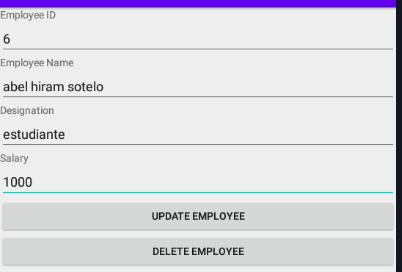 Employee ID
6
Employee Name
abel hiram sotelo
Designation
estudiante
Salary
1000
UPDATE EMPLOYEE
DELETE EMPLOYEE